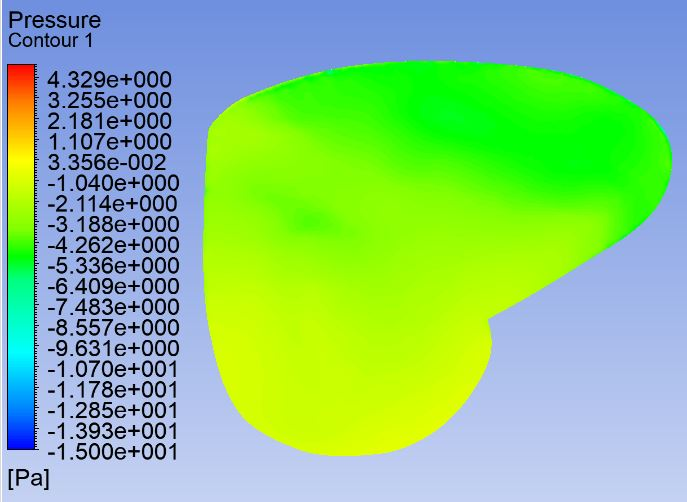 Pressure
Contour 1
4.329e+000
3.255e+000
2.181e+000
1.107e+000
3.356e-002
-1.040e+000
-2.114e+000
-3.188e+000
-4.262e+000
-5.336e+000
-6.409e+000
-7.483e+000
-8.557e+000
-9.631e+000
-1.070e+001
-1.178e+001
-1.285e+001
-1.393e+001
-1.500e+001
[Pa]